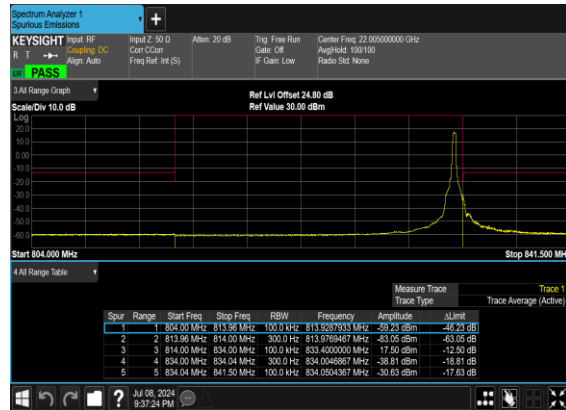 Spectrum Analyzer 1
Spurious Emissions
+
KEYSIGHT Input: RF Input Z: 50 Ω Atten: 20 dB Trig: Free Run Center Freq: 22.005000000 GHz
R T Coupling: DC Corr CCorr Gate: Off Avg|Hold: 100/100
Align: Auto Freq Ref: Int (S) IF Gain: Low Radio Std: None
PASS
3 All Range Graph
Ref Lvl Offset 24.80 dB
Scale/Div 10.0 dB Ref Value 30.00 dBm
Log
20.0
10.0
0.00
-10.0
-20.0
-30.0
-40.0
-50.0
-60.0
Start 804.000 MHz Stop 841.500 MH
4 All Range Table
Measure Trace Trace 1
Trace Type Trace Average (Active)
Spur Range Start Freq Stop Freq RBW Frequency Amplitude ΔLimit
1 1 804.00 MHz 813.96 MHz 100.0 kHz 813.9287933 MHz -59.23 dBm -46.23 dB
2 2 813.96 MHz 814.00 MHz 300.0 Hz 813.9769467 MHz -83.05 dBm -63.05 dB
3 3 814.00 MHz 834.00 MHz 100.0 kHz 833.4000000 MHz 17.50 dBm -12.50 dB
4 4 834.00 MHz 834.04 MHz 300.0 Hz 834.0046867 MHz -38.81 dBm -18.81 dB
5 5 834.04 MHz 841.50 MHz 100.0 kHz 834.0504367 MHz -30.63 dBm -17.63 dB
? Jul 08, 2024
9:37:24 PM